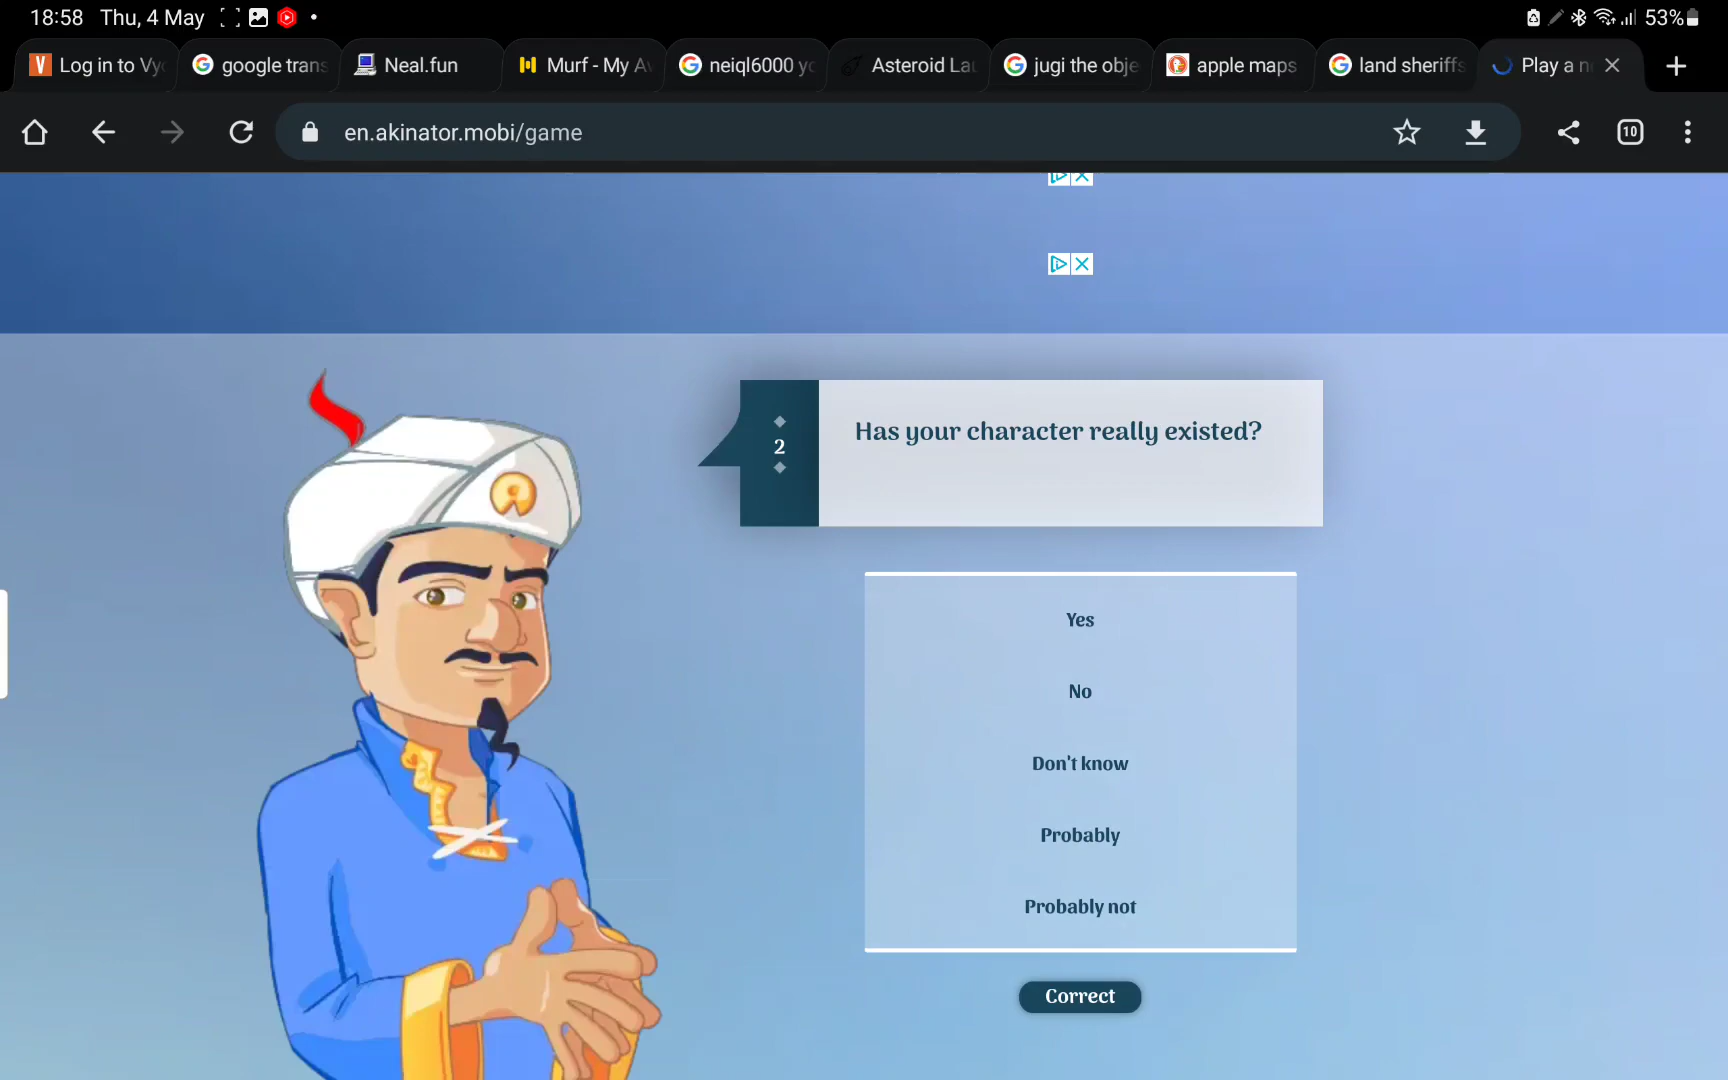 18:58 Thu, 4 May
53%
Log in to Vy
google trans
Neal.fun
Murf - My A
neiql6000 yo
Asteroid Lau
jugi the obje
apple maps
land sheriffs
Play a n
en.akinator.mobi/game
10
2
Has your character really existed?
Yes
No
Don't know
Probably
Probably not
Correct